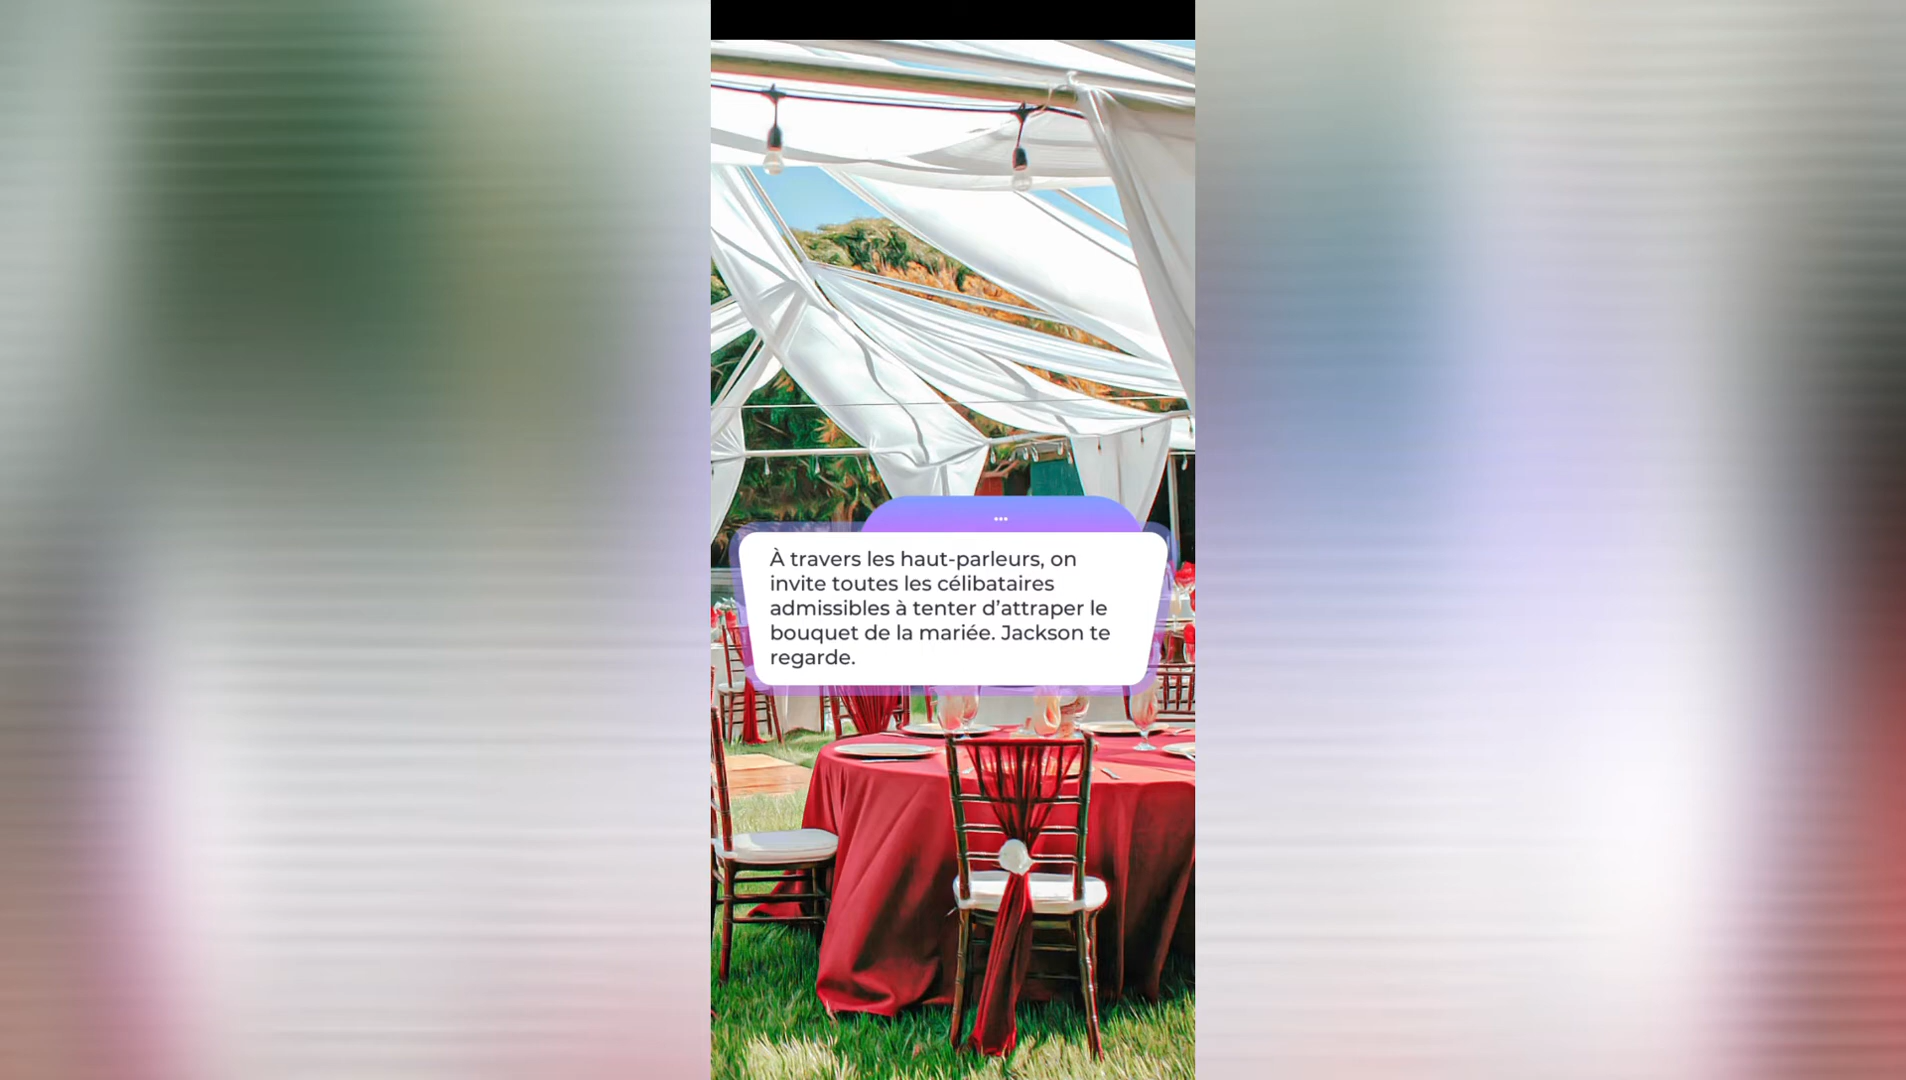 ...
À travers les haut-parleurs, on
invite toutes les célibataires
admissibles à tenter d’attraper le
bouquet de la mariée. Jackson te
regarde.